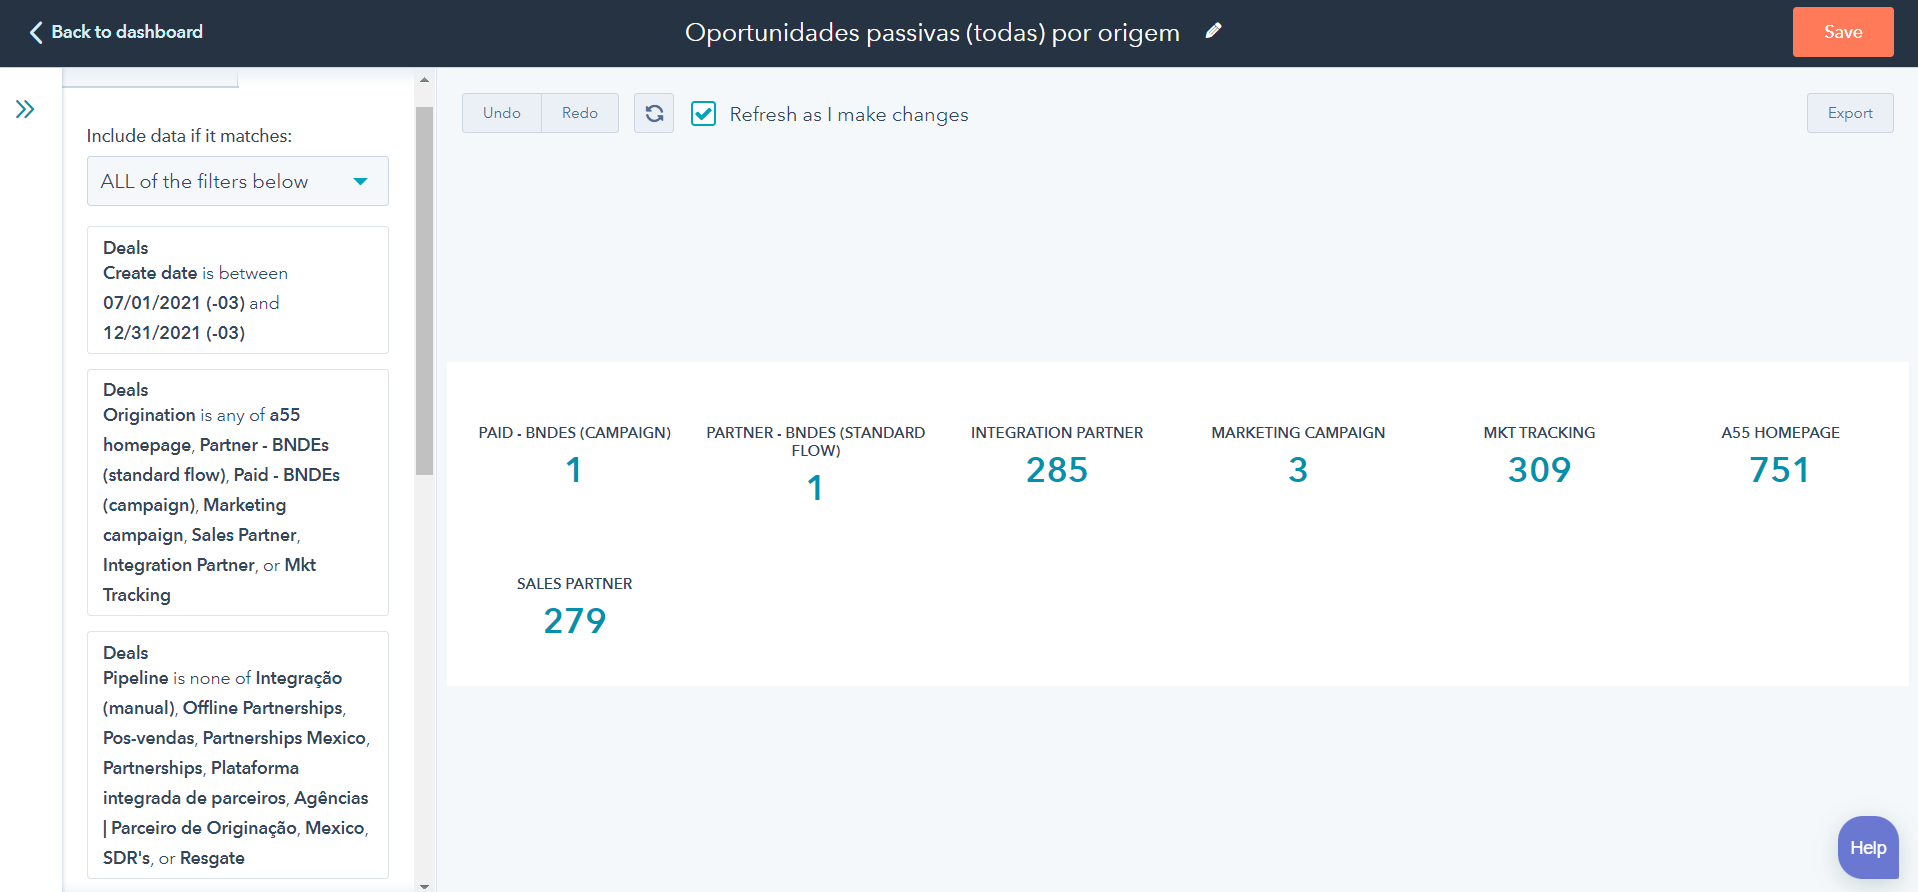 Back to dashboard
Oportunidades passivas (todas) por origem
Save
Include data if it matches:
ALL of the filters below
Deals
Create date is between
07/01/2021 (-03) and
12/31/2021 (-03)
Deals
Origination is any of a55
homepage, Partner - BNDEs
(standard flow), Paid - BNDEs
(campaign), Marketing
campaign, Sales Partner,
Integration Partner, or Mkt
Tracking
Deals
Pipeline is none of Integração
(manual), Offline Partnerships,
Pos-vendas, Partnerships Mexico,
Partnerships, Plataforma
integrada de parceiros, Agências
| Parceiro de Originação, Mexico,
SDR's, or Resgate
Undo
Redo
Refresh as I make changes
Export
PAID - BNDES (CAMPAIGN)
1
PARTNER - BNDES (STANDARD
FLOW)
1
INTEGRATION PARTNER
285
MARKETING CAMPAIGN
3
MKT TRACKING
309
A55 HOMEPAGE
751
SALES PARTNER
279
Help